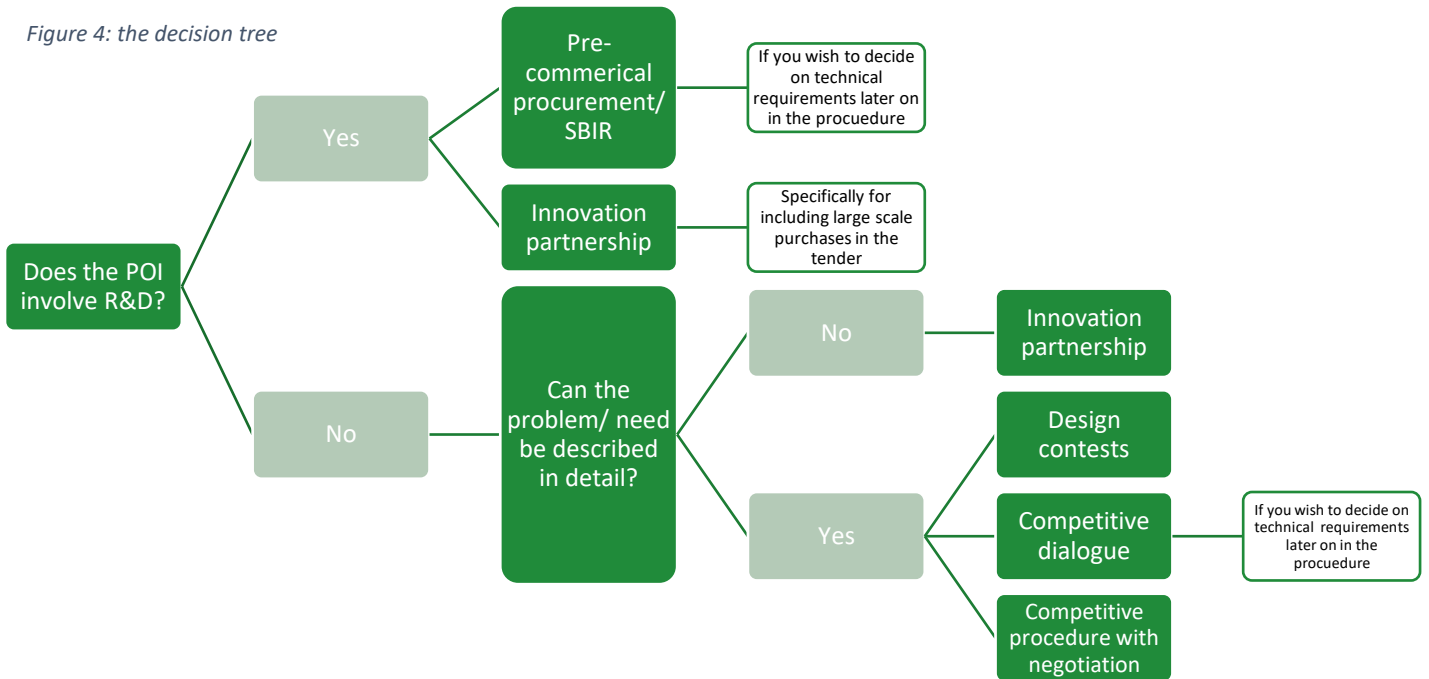 Figure 4: the decision tree
Does the POI
involve R&D?
Yes
Pre-
commerical
procurement/
SBIR
If you wish to decide
on technical
requirements later on
in the procuedure
Innovation
partnership
Specifically for
including large scale
purchases in the
tender
No
Can the
problem/ need
be described
in detail?
No
Innovation
partnership
Yes
Design
contests
Competitive
dialogue
If you wish to decide on
technical requirements
later on in the
procuedure
Competitive
procedure with
negotiation